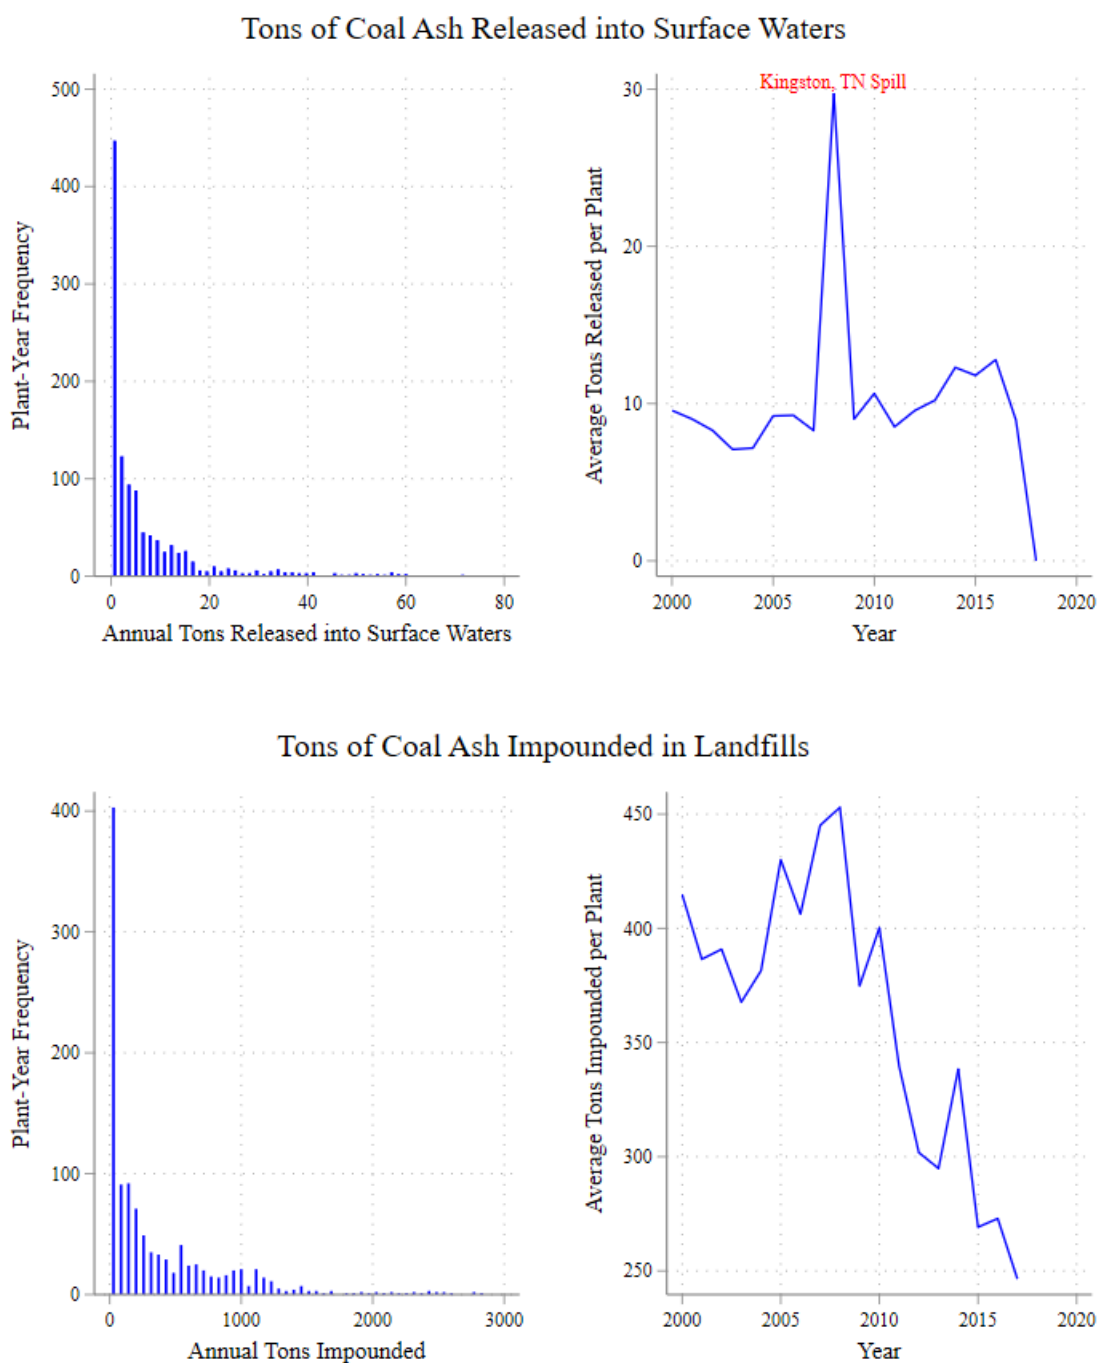 Tons of Coal Ash Released into Surface Waters
Plant-Year Frequency
500
400
300
200
100
0
0 20 40 60 80
Annual Tons Released into Surface Waters
Average Tons Released per Plant
Kingston, TN Spill
30
20
10
0
2000 2005 2010 2015 2020
Year
Tons of Coal Ash Impounded in Landfills
Plant-Year Frequency
400
300
200
100
0
0 1000 2000 3000
Annual Tons Impounded
Average Tons Impounded per Plant
450
400
350
300
250
2000 2005 2010 2015 2020
Year